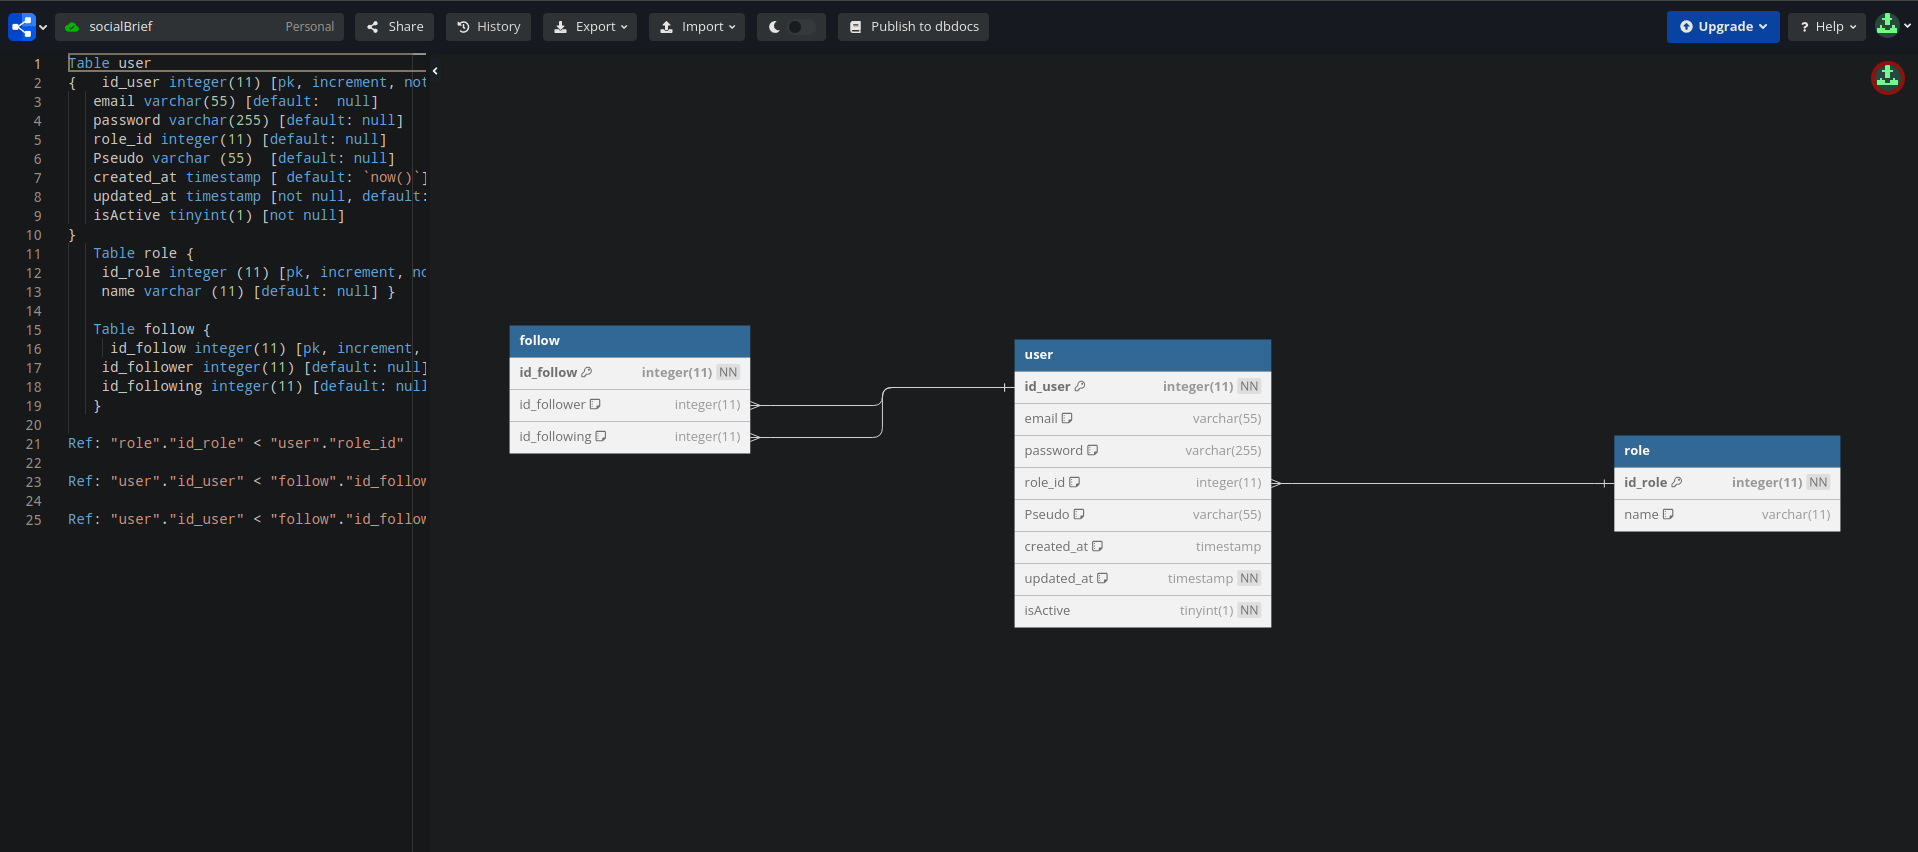 socialBrief Personal Share History Export Import Publish to dbdocs Upgrade ? Help
1 Table user
2 { id_user integer(11) [pk, increment, not
3 email varchar(55) [default: null]
4 password varchar(255) [default: null]
5 role_id integer(11) [default: null]
6 Pseudo varchar (55) [default: null]
7 created_at timestamp [ default: `now()`]
8 updated_at timestamp [not null, default:
9 isActive tinyint(1) [not null]
10 }
11 Table role {
12 id_role integer (11) [pk, increment, no
13 name varchar (11) [default: null] }
14
15 Table follow {
16 id_follow integer(11) [pk, increment,
17 id_follower integer(11) [default: null]
18 id_following integer(11) [default: null
19 }
20
21 Ref: "role"."id_role" < "user"."role_id"
22
23 Ref: "user"."id_user" < "follow"."id_follow
24
25 Ref: "user"."id_user" < "follow"."id_follow
follow
id_follow integer(11) NN
id_follower integer(11)
id_following integer(11)
user
id_user integer(11) NN
email varchar(55)
password varchar(255)
role_id integer(11)
Pseudo varchar(55)
created_at timestamp
updated_at timestamp NN
isActive tinyint(1) NN
role
id_role integer(11) NN
name varchar(11)